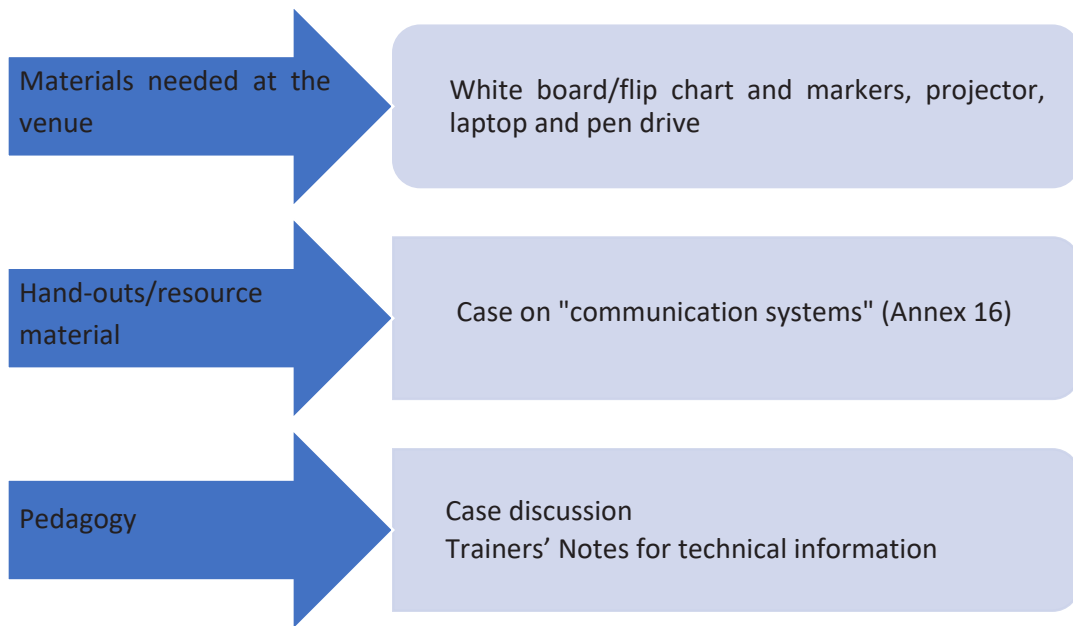 Materials needed at the
venue
White board/flip chart and markers, projector,
laptop and pen drive
Hand-outs/resource
material
Case on "communication systems" (Annex 16)
Pedagogy
Case discussion
Trainers’ Notes for technical information